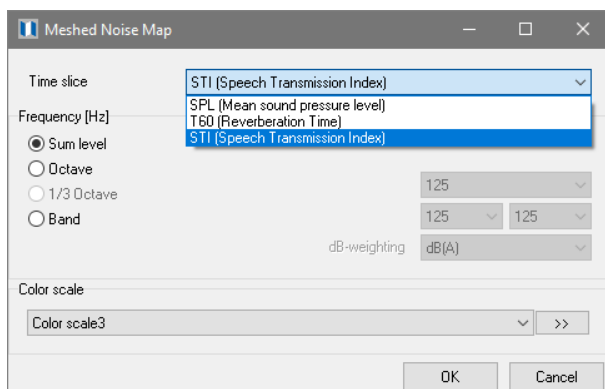 Meshed Noise Map
Time slice
STI (Speech Transmission Index)
SPL (Mean sound pressure level)
T60 (Reverberation Time)
STI (Speech Transmission Index)
Frequency [Hz]
Sum level
Octave
1/3 Octave
125
Band
125 125
dB-weighting dB(A)
Color scale
Color scale3 >>
OK Cancel